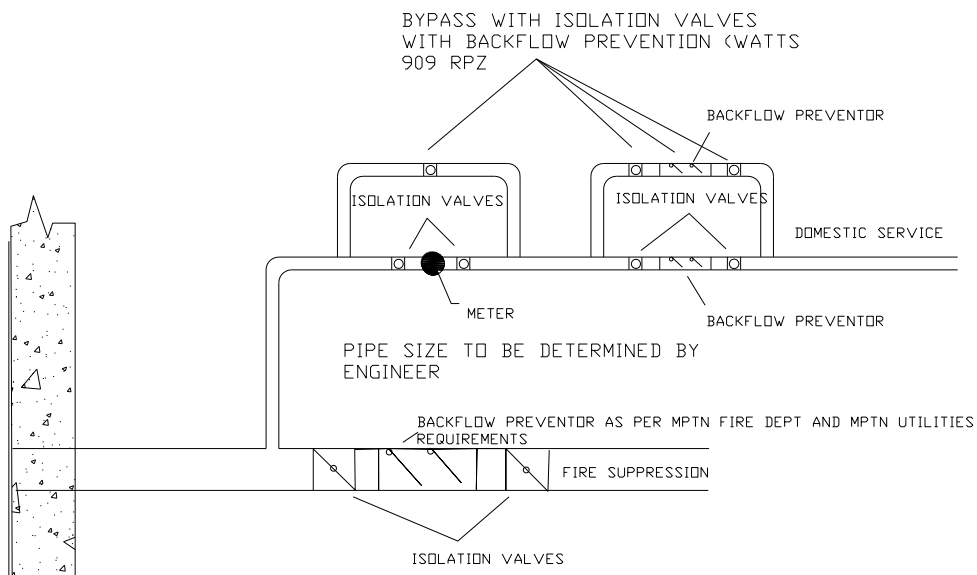 BYPASS WITH ISOLATION VALVES
WITH BACKFLOW PREVENTION (WATTS
909 RPZ
BACKFLOW PREVENTOR
ISOLATION VALVES
ISOLATION VALVES
DOMESTIC SERVICE
METER
BACKFLOW PREVENTOR
PIPE SIZE TO BE DETERMINED BY
ENGINEER
BACKFLOW PREVENTOR AS PER MPTN FIRE DEPT AND MPTN UTILITIES
REQUIREMENTS
FIRE SUPPRESSION
ISOLATION VALVES